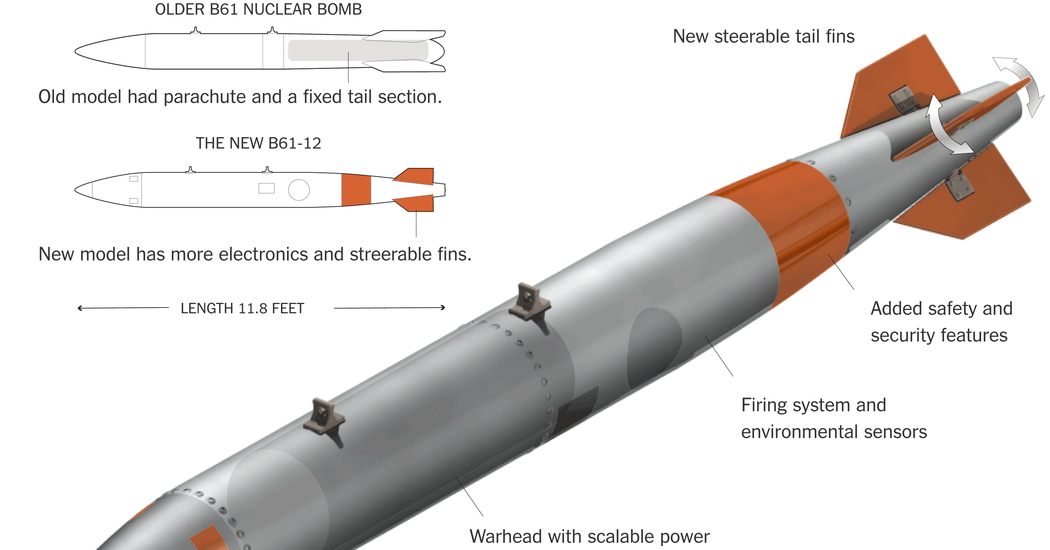 OLDER B61 NUCLEAR BOMB
Old model had parachute and a fixed tail section.
THE NEW B61-12
New model has more electronics and streerable fins.
LENGTH 11.8 FEET
New steerable tail fins
Added safety and
security features
Firing system and
environmental sensors
Warhead with scalable power